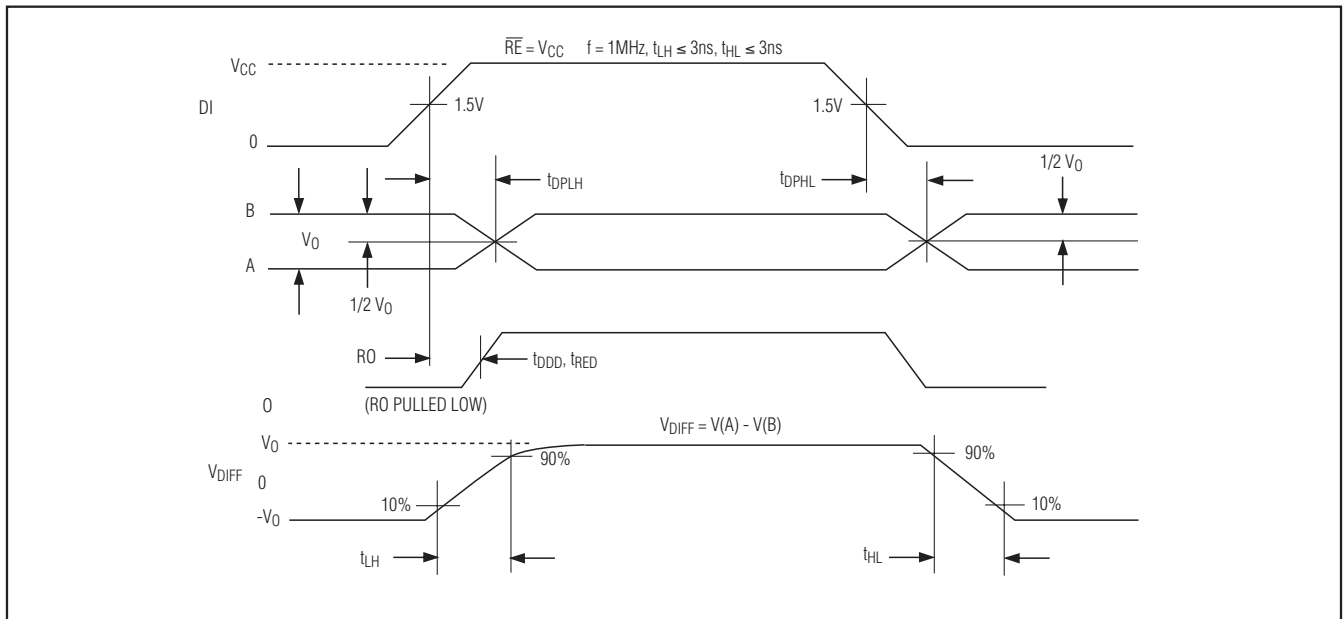 RE = VCC f = 1MHz, tLH ≤ 3ns, tHL ≤ 3ns
VCC
DI
1.5V
1.5V
0
1/2 VO
tDPLH
tDPHL
B
VO
A
1/2 VO
RO
tDDD, tRED
0
(RO PULLED LOW)
VDIFF = V(A) - V(B)
VO
90%
90%
VDIFF
0
10%
10%
-VO
tLH
tHL